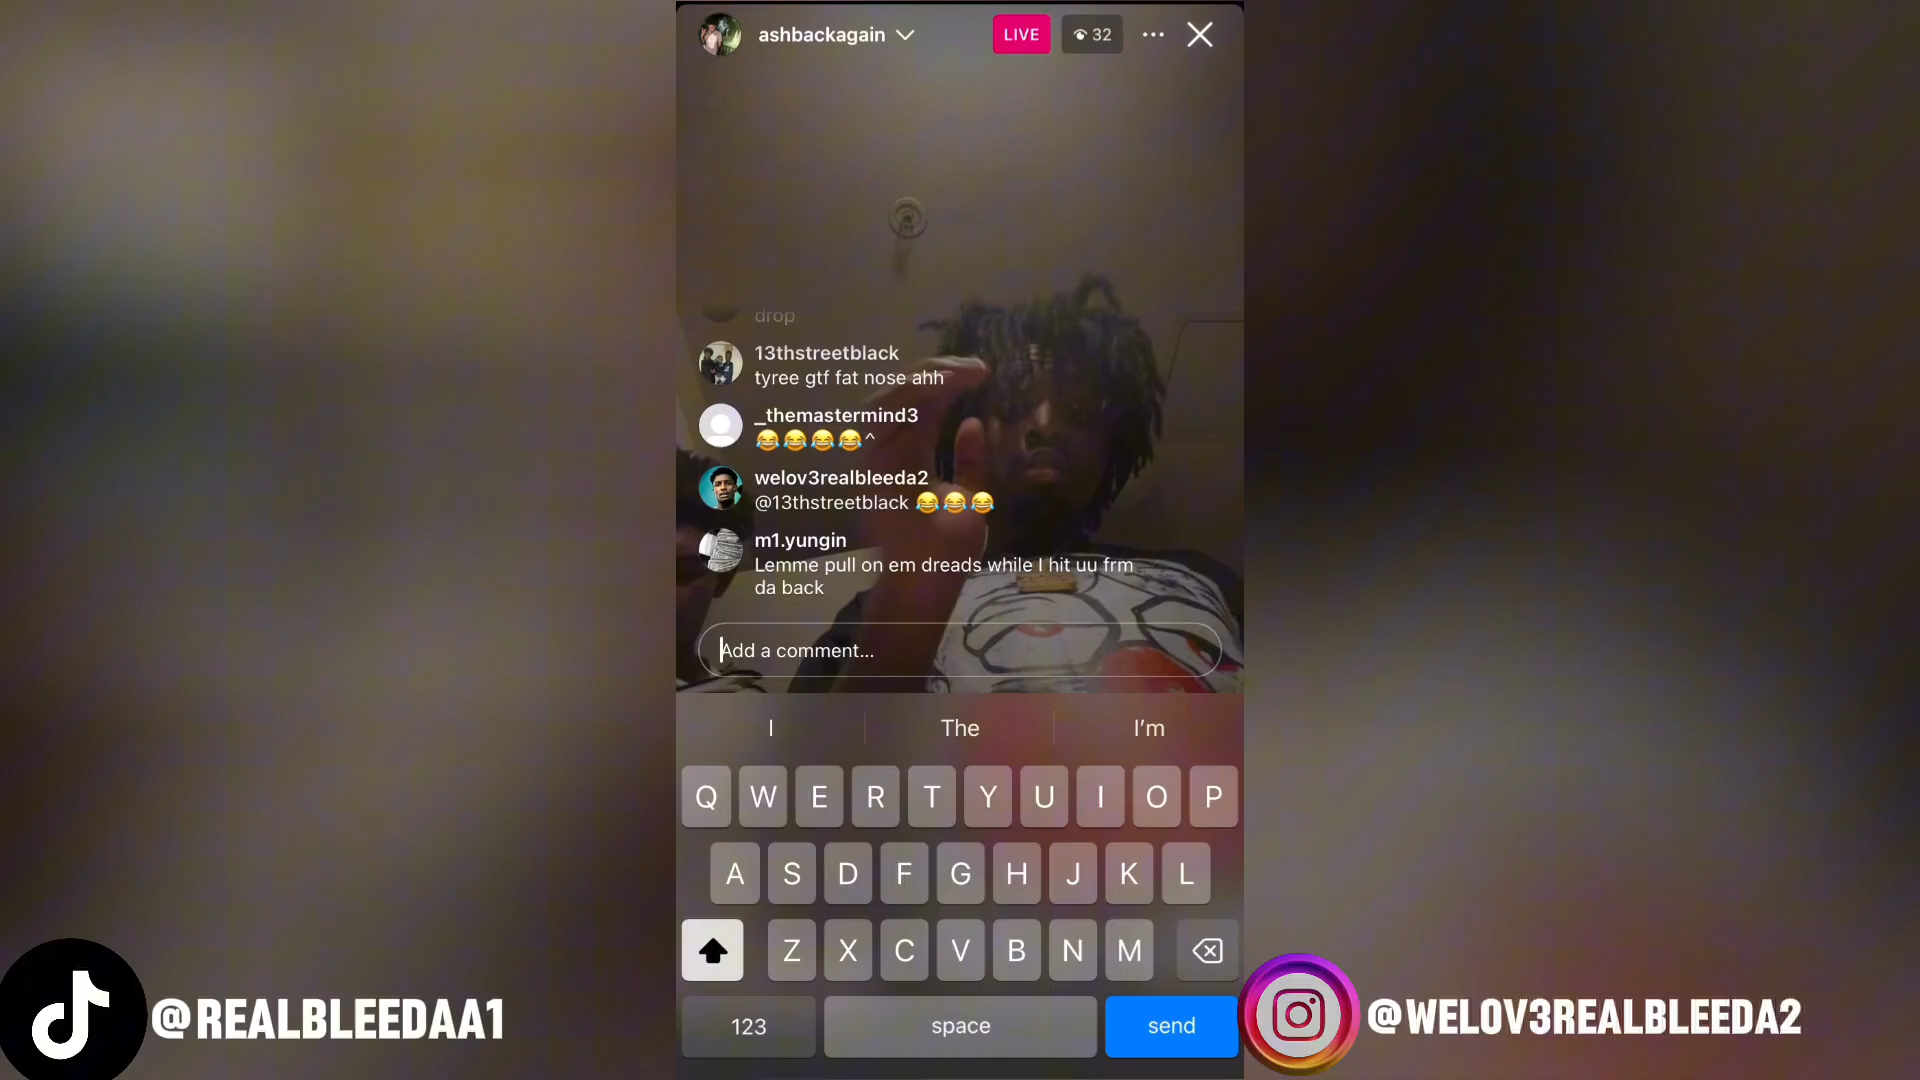 ashbackagain
LIVE
32
drop
13thstreetblack
tyree gtf fat nose ahh
_themastermind3
😂😂😂😂^
welov3realbleeda2
@13thstreetblack 😂😂😂
m1.yungin
Lemme pull on em dreads while I hit uu frm
da back
Add a comment...
I The I'm
Q W E R T Y U I O P
A S D F G H J K L
Z X C V B N M
123 space send
@REALBLEEDAA1
@WELOV3REALBLEEDA2